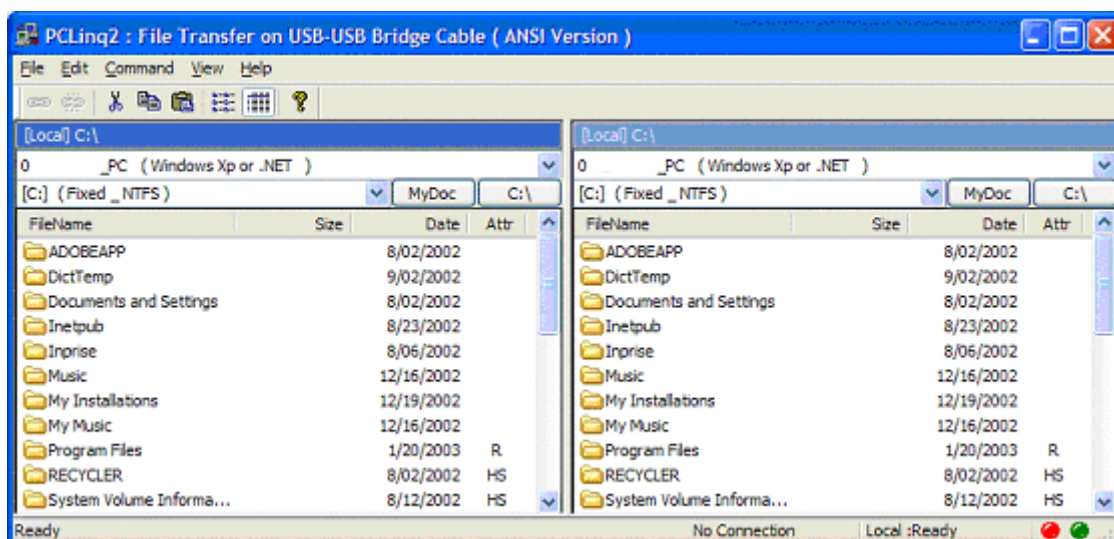 PCLinq2 : File Transfer on USB-USB Bridge Cable ( ANSI Version )
File Edit Command View Help
[Local] C:\
0 _PC ( Windows Xp or .NET )
[C:] ( Fixed _ NTFS ) MyDoc C:\
FileName Size Date Attr
ADOBEAPP 8/02/2002
DictTemp 9/02/2002
Documents and Settings 8/02/2002
Inetpub 8/23/2002
Inprise 8/06/2002
Music 12/16/2002
My Installations 12/19/2002
My Music 12/16/2002
Program Files 1/20/2003 R
RECYCLER 8/02/2002 HS
System Volume Informa... 8/12/2002 HS
[Local] C:\
0 _PC ( Windows Xp or .NET )
[C:] ( Fixed _ NTFS ) MyDoc C:\
FileName Size Date Attr
ADOBEAPP 8/02/2002
DictTemp 9/02/2002
Documents and Settings 8/02/2002
Inetpub 8/23/2002
Inprise 8/06/2002
Music 12/16/2002
My Installations 12/19/2002
My Music 12/16/2002
Program Files 1/20/2003 R
RECYCLER 8/02/2002 HS
System Volume Informa... 8/12/2002 HS
Ready No Connection Local :Ready